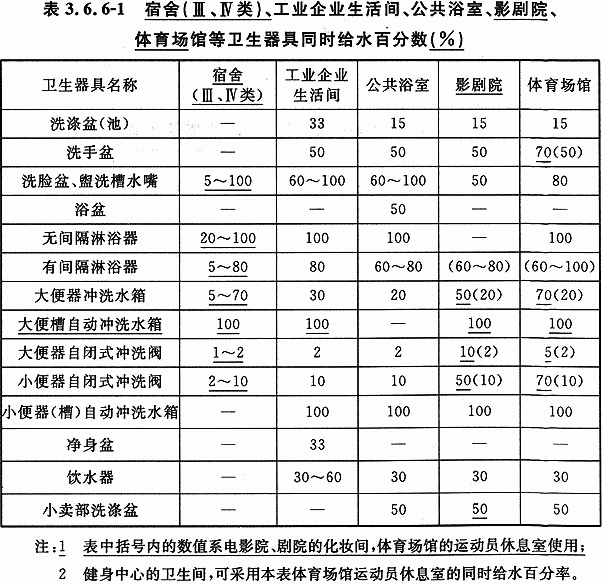 表 3.6.6-1 宿舍(Ⅲ、Ⅳ类)、工业企业生活间、公共浴室、影剧院、
体育场馆等卫生器具同时给水百分数(%)
卫生器具名称 宿舍(Ⅲ、Ⅳ类) 工业企业生活间 公共浴室 影剧院 体育场馆
洗涤盆(池) — 33 15 15 15
洗手盆 — 50 50 50 70(50)
洗脸盆、盥洗槽水嘴 5～100 60～100 60～100 50 80
浴盆 — — 50 — —
无间隔淋浴器 20～100 100 100 — 100
有间隔淋浴器 5～80 80 60～80 (60～80) (60～100)
大便器冲洗水箱 5～70 30 20 50(20) 70(20)
大便槽自动冲洗水箱 100 100 — 100 100
大便器自闭式冲洗阀 1～2 2 2 10(2) 5(2)
小便器自闭式冲洗阀 2～10 10 10 50(10) 70(10)
小便器(槽)自动冲洗水箱 — 100 100 100 100
净身盆 — 33 — — —
饮水器 — 30～60 30 30 30
小卖部洗涤盆 — — 50 50 50
注:1 表中括号内的数值系电影院、剧院的化妆间,体育场馆的运动员休息室使用;
2 健身中心的卫生间,可采用本表体育场馆运动员休息室的同时给水百分率。